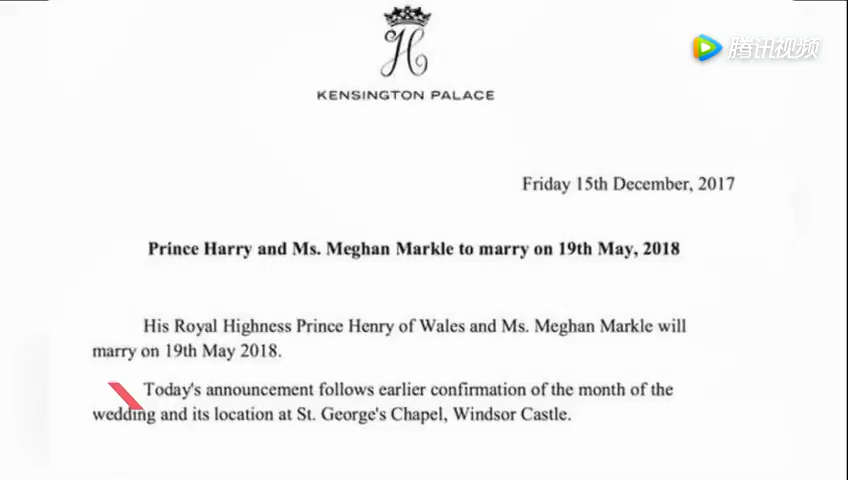 H
腾讯视频
KENSINGTON PALACE
Friday 15th December, 2017
Prince Harry and Ms. Meghan Markle to marry on 19th May, 2018
His Royal Highness Prince Henry of Wales and Ms. Meghan Markle will
marry on 19th May 2018.
Today's announcement follows earlier confirmation of the month of the
wedding and its location at St. George's Chapel, Windsor Castle.